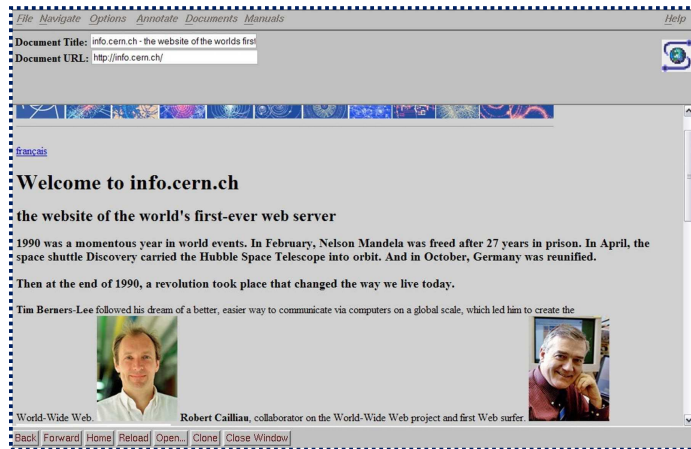 File Navigate Options Annotate Documents Manuals Help
Document Title: info.cern.ch - the website of the worlds first
Document URL: http://info.cern.ch/
français
Welcome to info.cern.ch
the website of the world's first-ever web server
1990 was a momentous year in world events. In February, Nelson Mandela was freed after 27 years in prison. In April, the
space shuttle Discovery carried the Hubble Space Telescope into orbit. And in October, Germany was reunified.
Then at the end of 1990, a revolution took place that changed the way we live today.
Tim Berners-Lee followed his dream of a better, easier way to communicate via computers on a global scale, which led him to create the
World-Wide Web. Robert Cailliau, collaborator on the World-Wide Web project and first Web surfer.
Back Forward Home Reload Open... Clone Close Window